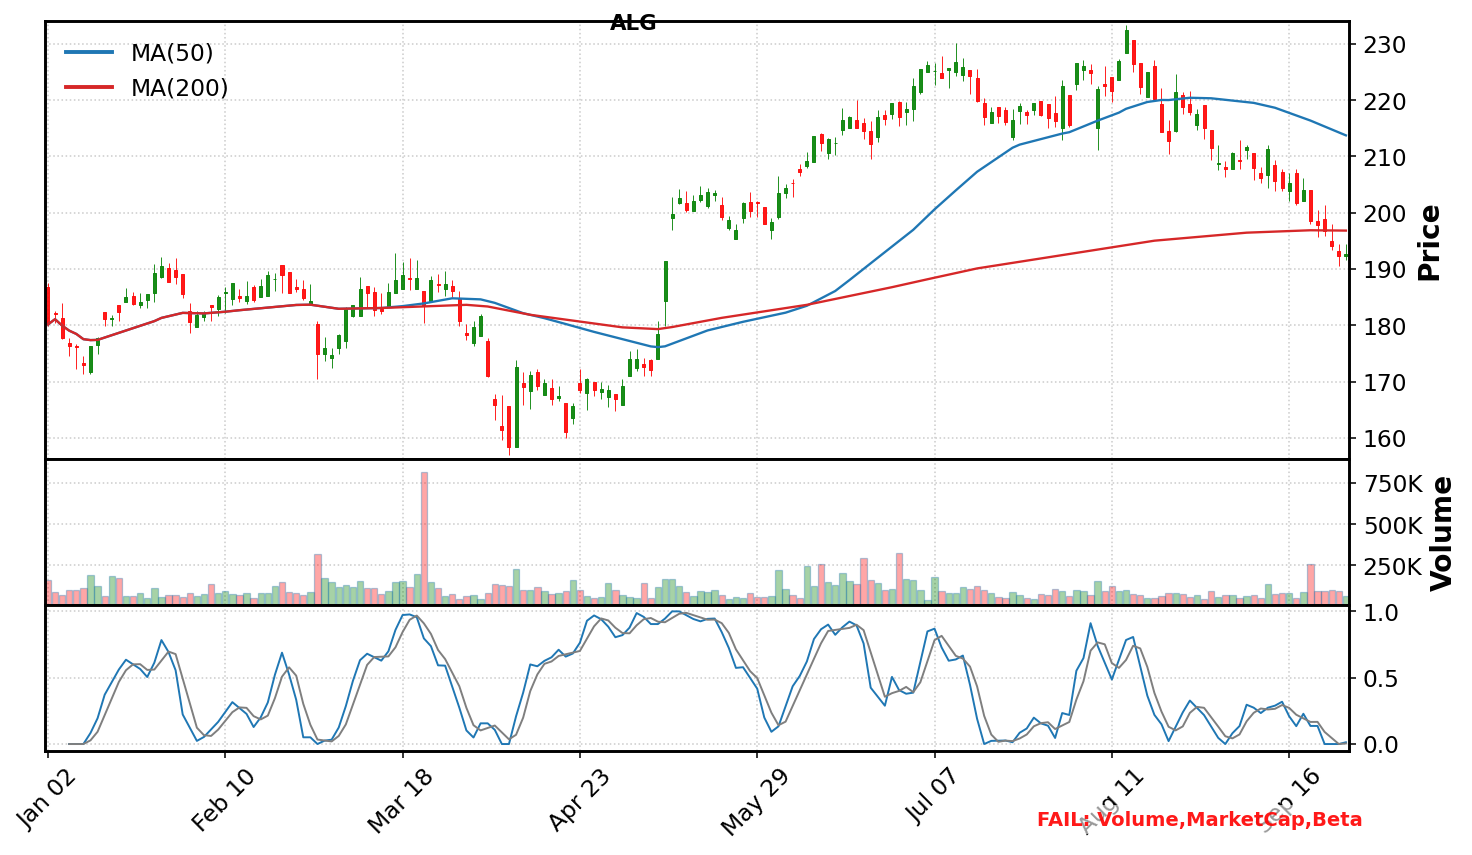 ALG
MA(50)
MA(200)
230
220
210
200
190
180
170
160
Price
750K
500K
250K
Volume
1.0
0.5
0.0
Jan 02
Feb 10
Mar 18
Apr 23
May 29
Jul 07
Aug 11
Sep 16
FAIL: Volume,MarketCap,Beta